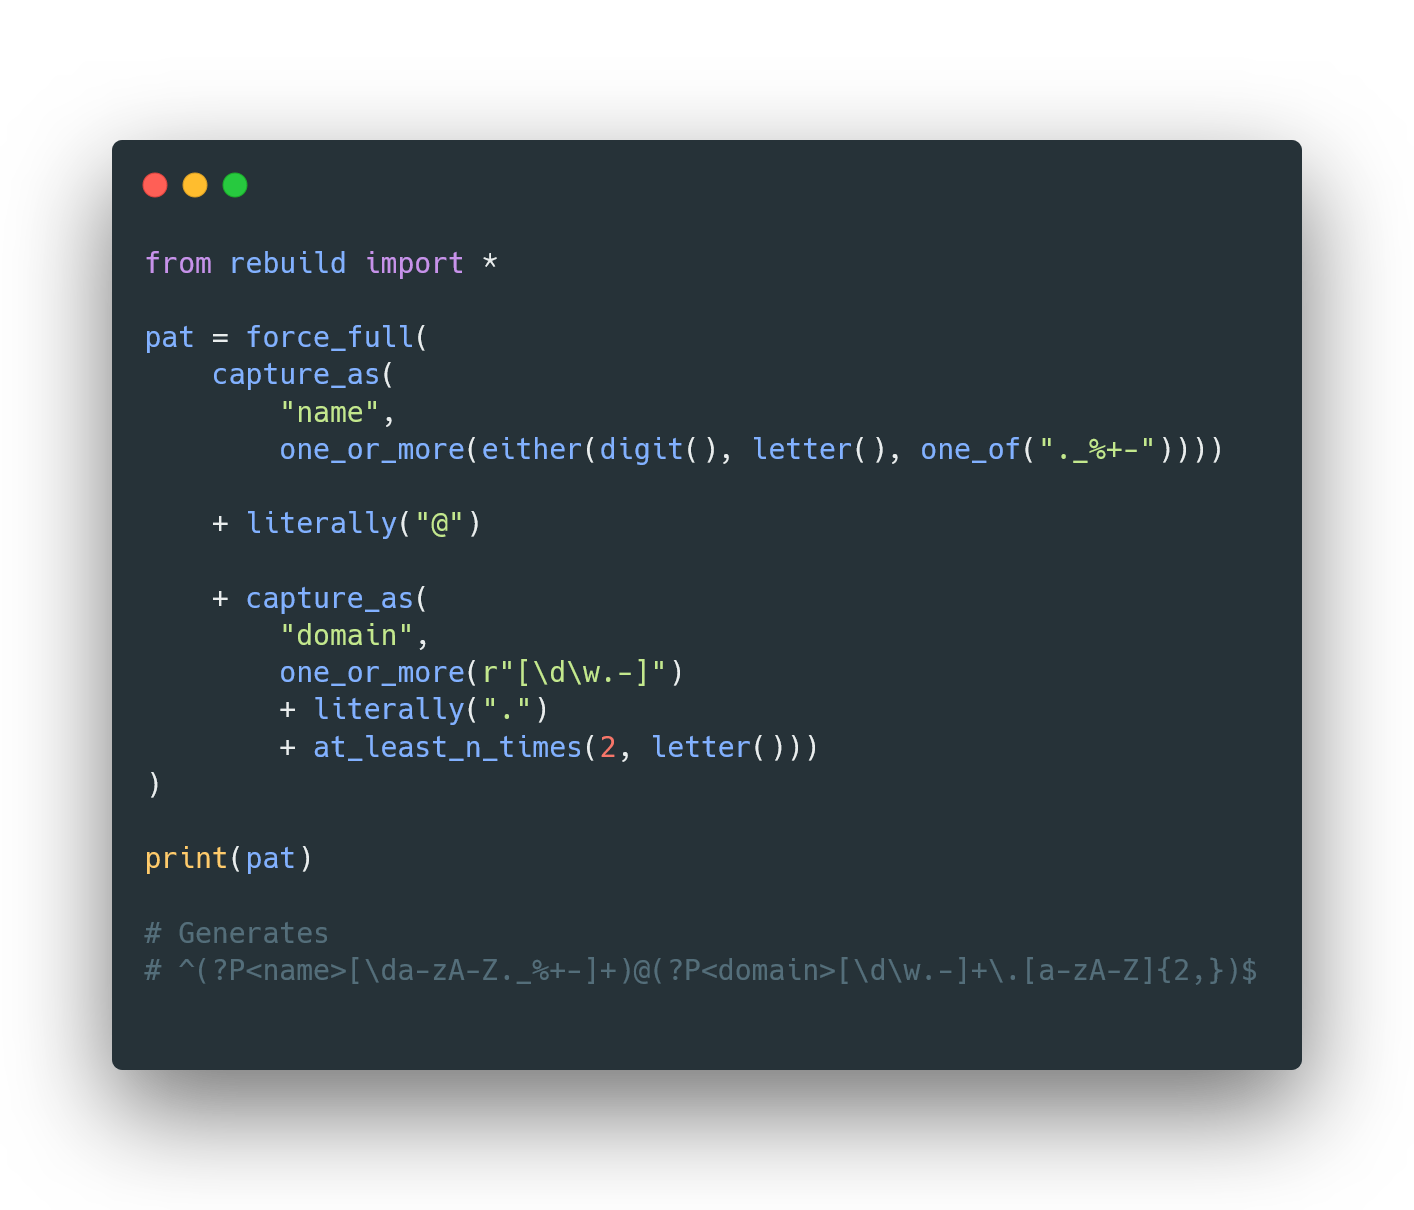 from rebuild import *

pat = force_full(
    capture_as(
        "name",
        one_or_more(either(digit(), letter(), one_of("._%+-"))))

    + literally("@")

    + capture_as(
        "domain",
        one_or_more(r"[\d\w.-]")
        + literally(".")
        + at_least_n_times(2, letter()))
)

print(pat)

# Generates
# ^(?P<name>[\da-zA-Z._%+-]+)@(?P<domain>[\d\w.-]+\.[a-zA-Z]{2,})$